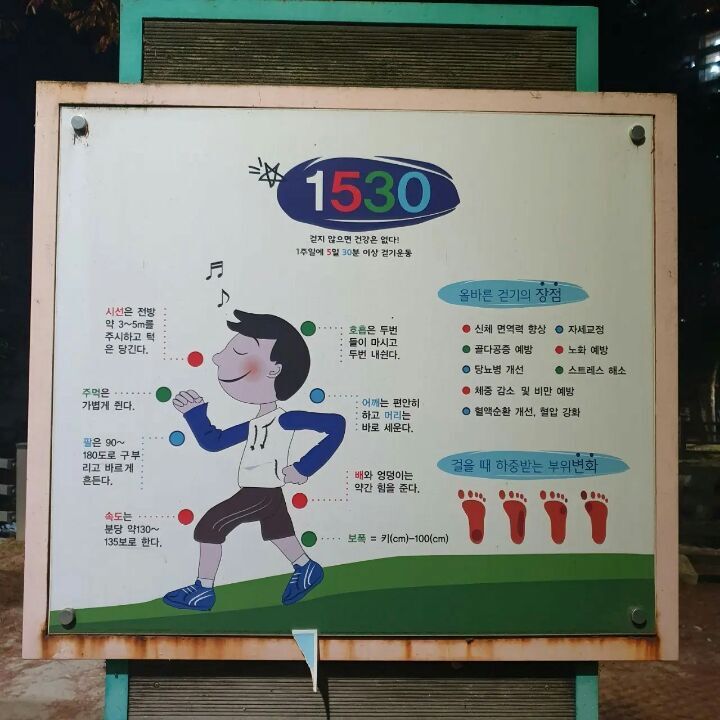 1530
걷지 않으면 건강은 없다!
1주일에 5일 30분 이상 걷기운동
시선은 전방
약 3~5m를
주시하고 턱
은 당긴다.
주먹은
가볍게 쥔다.
팔은 90~
180도로 구부
리고 바르게
흔든다.
속도는
분당 약130~
135보로 한다.
호흡은 두번
들이 마시고
두번 내쉰다.
어깨는 편안히
하고 머리는
바로 세운다.
배와 엉덩이는
약간 힘을 준다.
보폭 = 키(cm)-100(cm)
올바른 걷기의 장점
신체 면역력 향상
자세교정
골다공증 예방
노화 예방
당뇨병 개선
스트레스 해소
체중 감소 및 비만 예방
혈액순환 개선, 혈압 강화
걸을 때 하중받는 부위변화